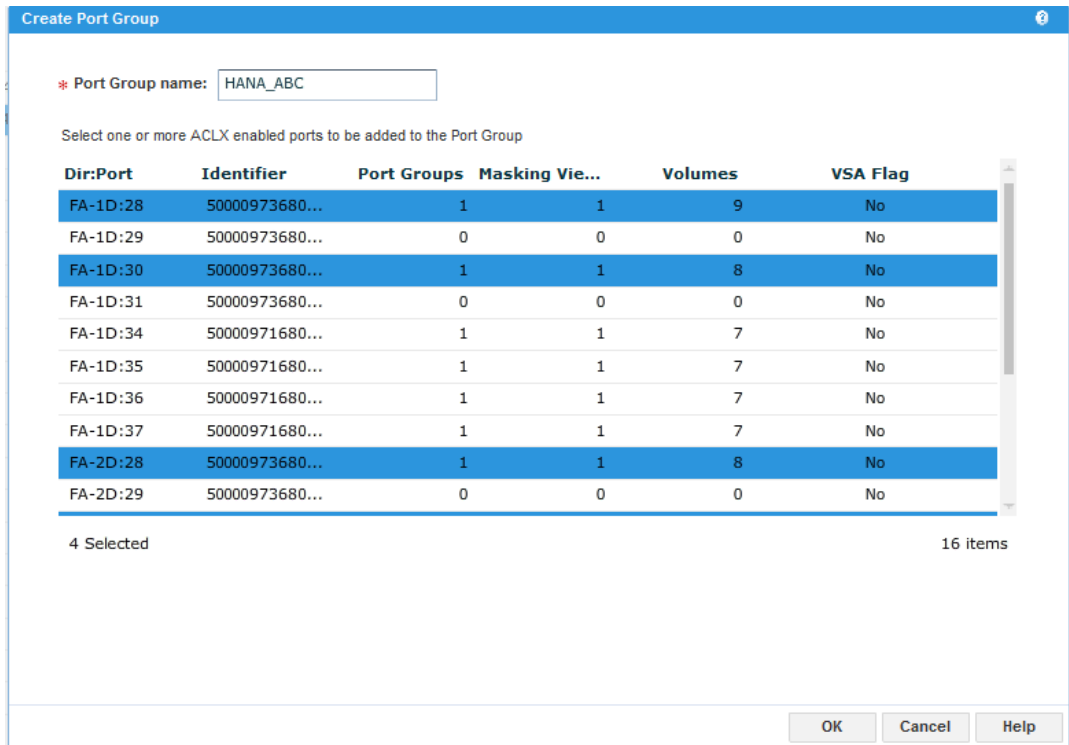 Create Port Group
* Port Group name: HANA_ABC
Select one or more ACLX enabled ports to be added to the Port Group
Dir:Port Identifier Port Groups Masking Vie... Volumes VSA Flag
FA-1D:28 50000973680... 1 1 9 No
FA-1D:29 50000973680... 0 0 0 No
FA-1D:30 50000973680... 1 1 8 No
FA-1D:31 50000973680... 0 0 0 No
FA-1D:34 50000971680... 1 1 7 No
FA-1D:35 50000971680... 1 1 7 No
FA-1D:36 50000971680... 1 1 7 No
FA-1D:37 50000971680... 1 1 7 No
FA-2D:28 50000973680... 1 1 8 No
FA-2D:29 50000973680... 0 0 0 No
4 Selected 16 items
OK Cancel Help